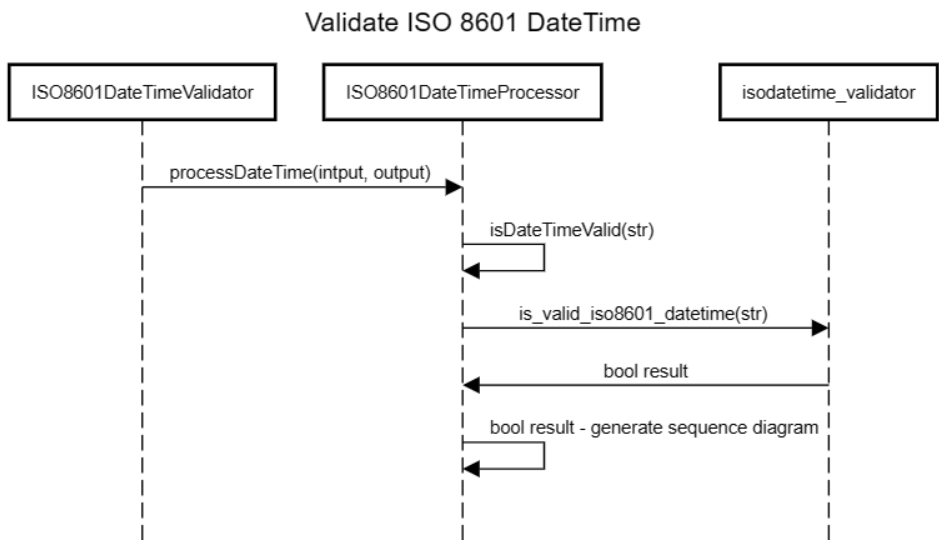 Validate ISO 8601 DateTime
ISO8601DateTimeValidator
ISO8601DateTimeProcessor
isodatetime_validator
processDateTime(intput, output)
isDateTimeValid(str)
is_valid_iso8601_datetime(str)
bool result
bool result - generate sequence diagram